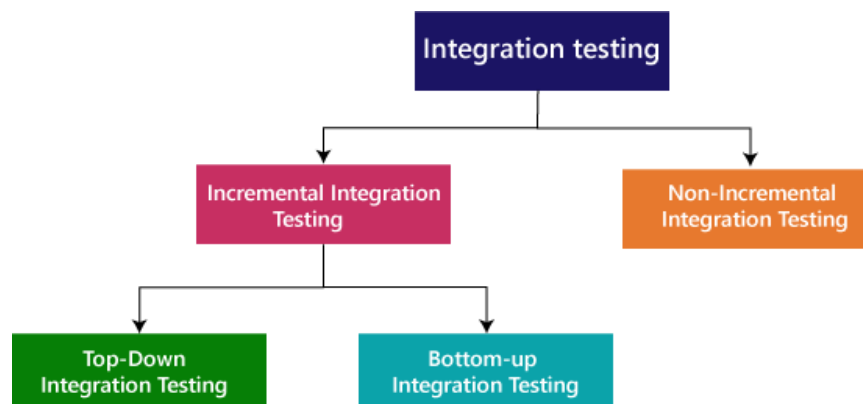 Integration testing
Incremental Integration
Testing
Non-Incremental
Integration Testing
Top-Down
Integration Testing
Bottom-up
Integration Testing